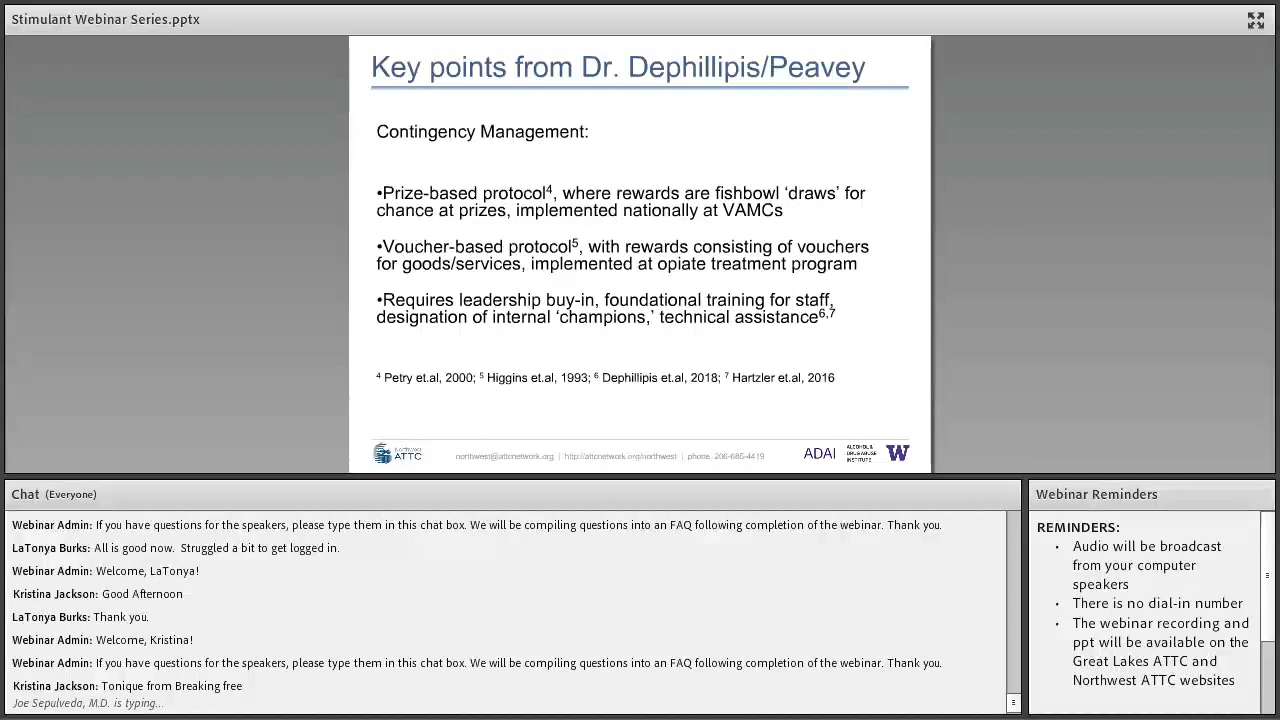 Stimulant Webinar Series.pptx
Key points from Dr. Dephillipis/Peavey
Contingency Management:
•Prize-based protocol⁴, where rewards are fishbowl ‘draws’ for
chance at prizes, implemented nationally at VAMCs
•Voucher-based protocol⁵, with rewards consisting of vouchers
for goods/services, implemented at opiate treatment program
•Requires leadership buy-in, foundational training for staff,
designation of internal ‘champions,’ technical assistance⁶,⁷
⁴ Petry et.al, 2000; ⁵ Higgins et.al, 1993; ⁶ Dephillipis et.al, 2018; ⁷ Hartzler et.al, 2016
Northwest
ATTC
northwest@attcnetwork.org | http://attcnetwork.org/northwest | phone. 206-685-4419
ADAI
ALCOHOL &
DRUG ABUSE
INSTITUTE
W
Chat (Everyone)
Webinar Admin: If you have questions for the speakers, please type them in this chat box. We will be compiling questions into an FAQ following completion of the webinar. Thank you.
LaTonya Burks: All is good now. Struggled a bit to get logged in.
Webinar Admin: Welcome, LaTonya!
Kristina Jackson: Good Afternoon
LaTonya Burks: Thank you.
Webinar Admin: Welcome, Kristina!
Webinar Admin: If you have questions for the speakers, please type them in this chat box. We will be compiling questions into an FAQ following completion of the webinar. Thank you.
Kristina Jackson: Tonique from Breaking free
Joe Sepulveda, M.D. is typing...
Webinar Reminders
REMINDERS:
• Audio will be broadcast
from your computer
speakers
• There is no dial-in number
• The webinar recording and
ppt will be available on the
Great Lakes ATTC and
Northwest ATTC websites